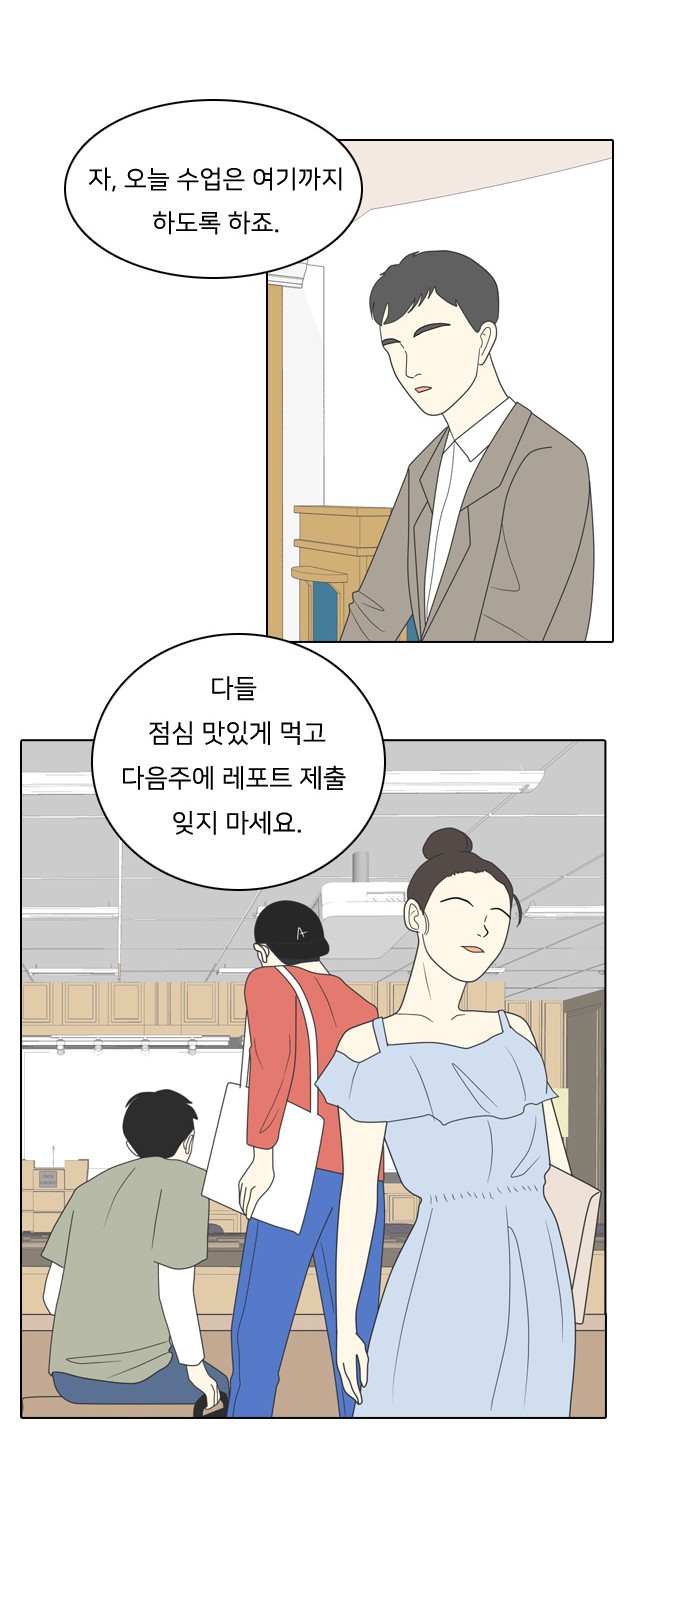 자, 오늘 수업은 여기까지
하도록 하죠.
다들
점심 맛있게 먹고
다음주에 레포트 제출
잊지 마세요.
A